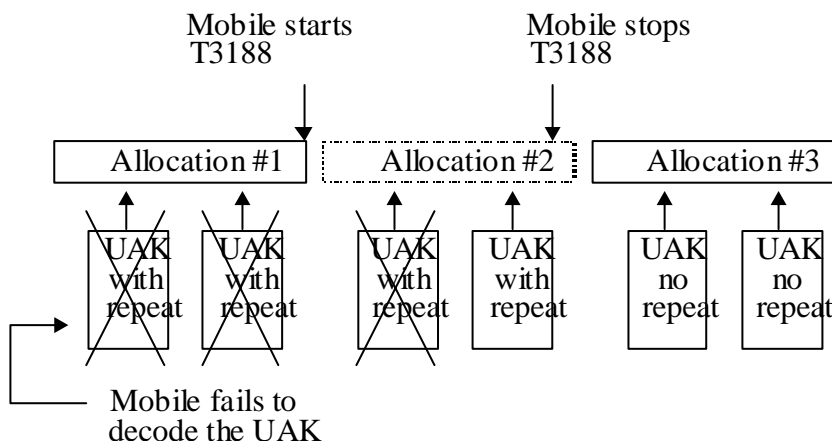 Mobile starts
T3188
Mobile stops
T3188
Allocation #1
Allocation #2
Allocation #3
UAK
with
repeat
UAK
with
repeat
UAK
with
repeat
UAK
with
repeat
UAK
no
repeat
UAK
no
repeat
Mobile fails to
decode the UAK